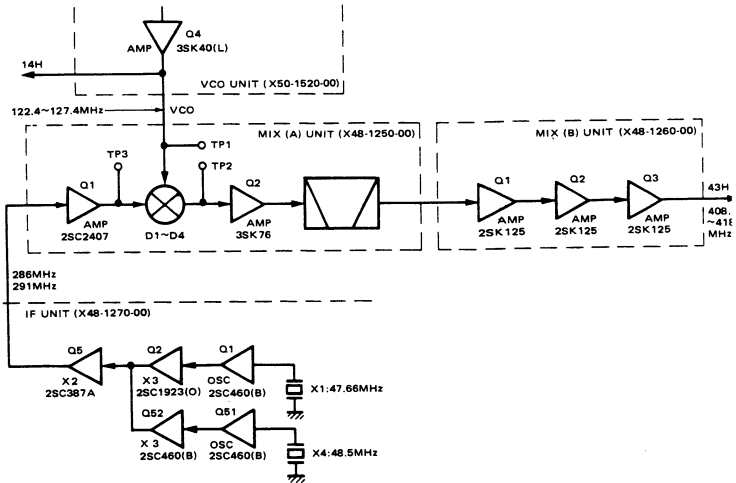 Q4
AMP 3SK40(L)
14H
VCO UNIT (X50-1520-00)
122.4~127.4MHz
VCO
MIX (A) UNIT (X48-1250-00)
MIX (B) UNIT (X48-1260-00)
TP1
TP3
TP2
Q1
AMP
2SC2407
D1~D4
Q2
AMP
3SK76
Q1
AMP
2SK125
Q2
AMP
2SK125
Q3
AMP
2SK125
43H
408.
~418
MHz
286MHz
291MHz
IF UNIT (X48-1270-00)
Q5
X2
2SC387A
Q2
X3
2SC1923(O)
Q1
OSC
2SC460(B)
X1:47.66MHz
Q52
X3
2SC460(B)
Q51
OSC
2SC460(B)
X4:48.5MHz